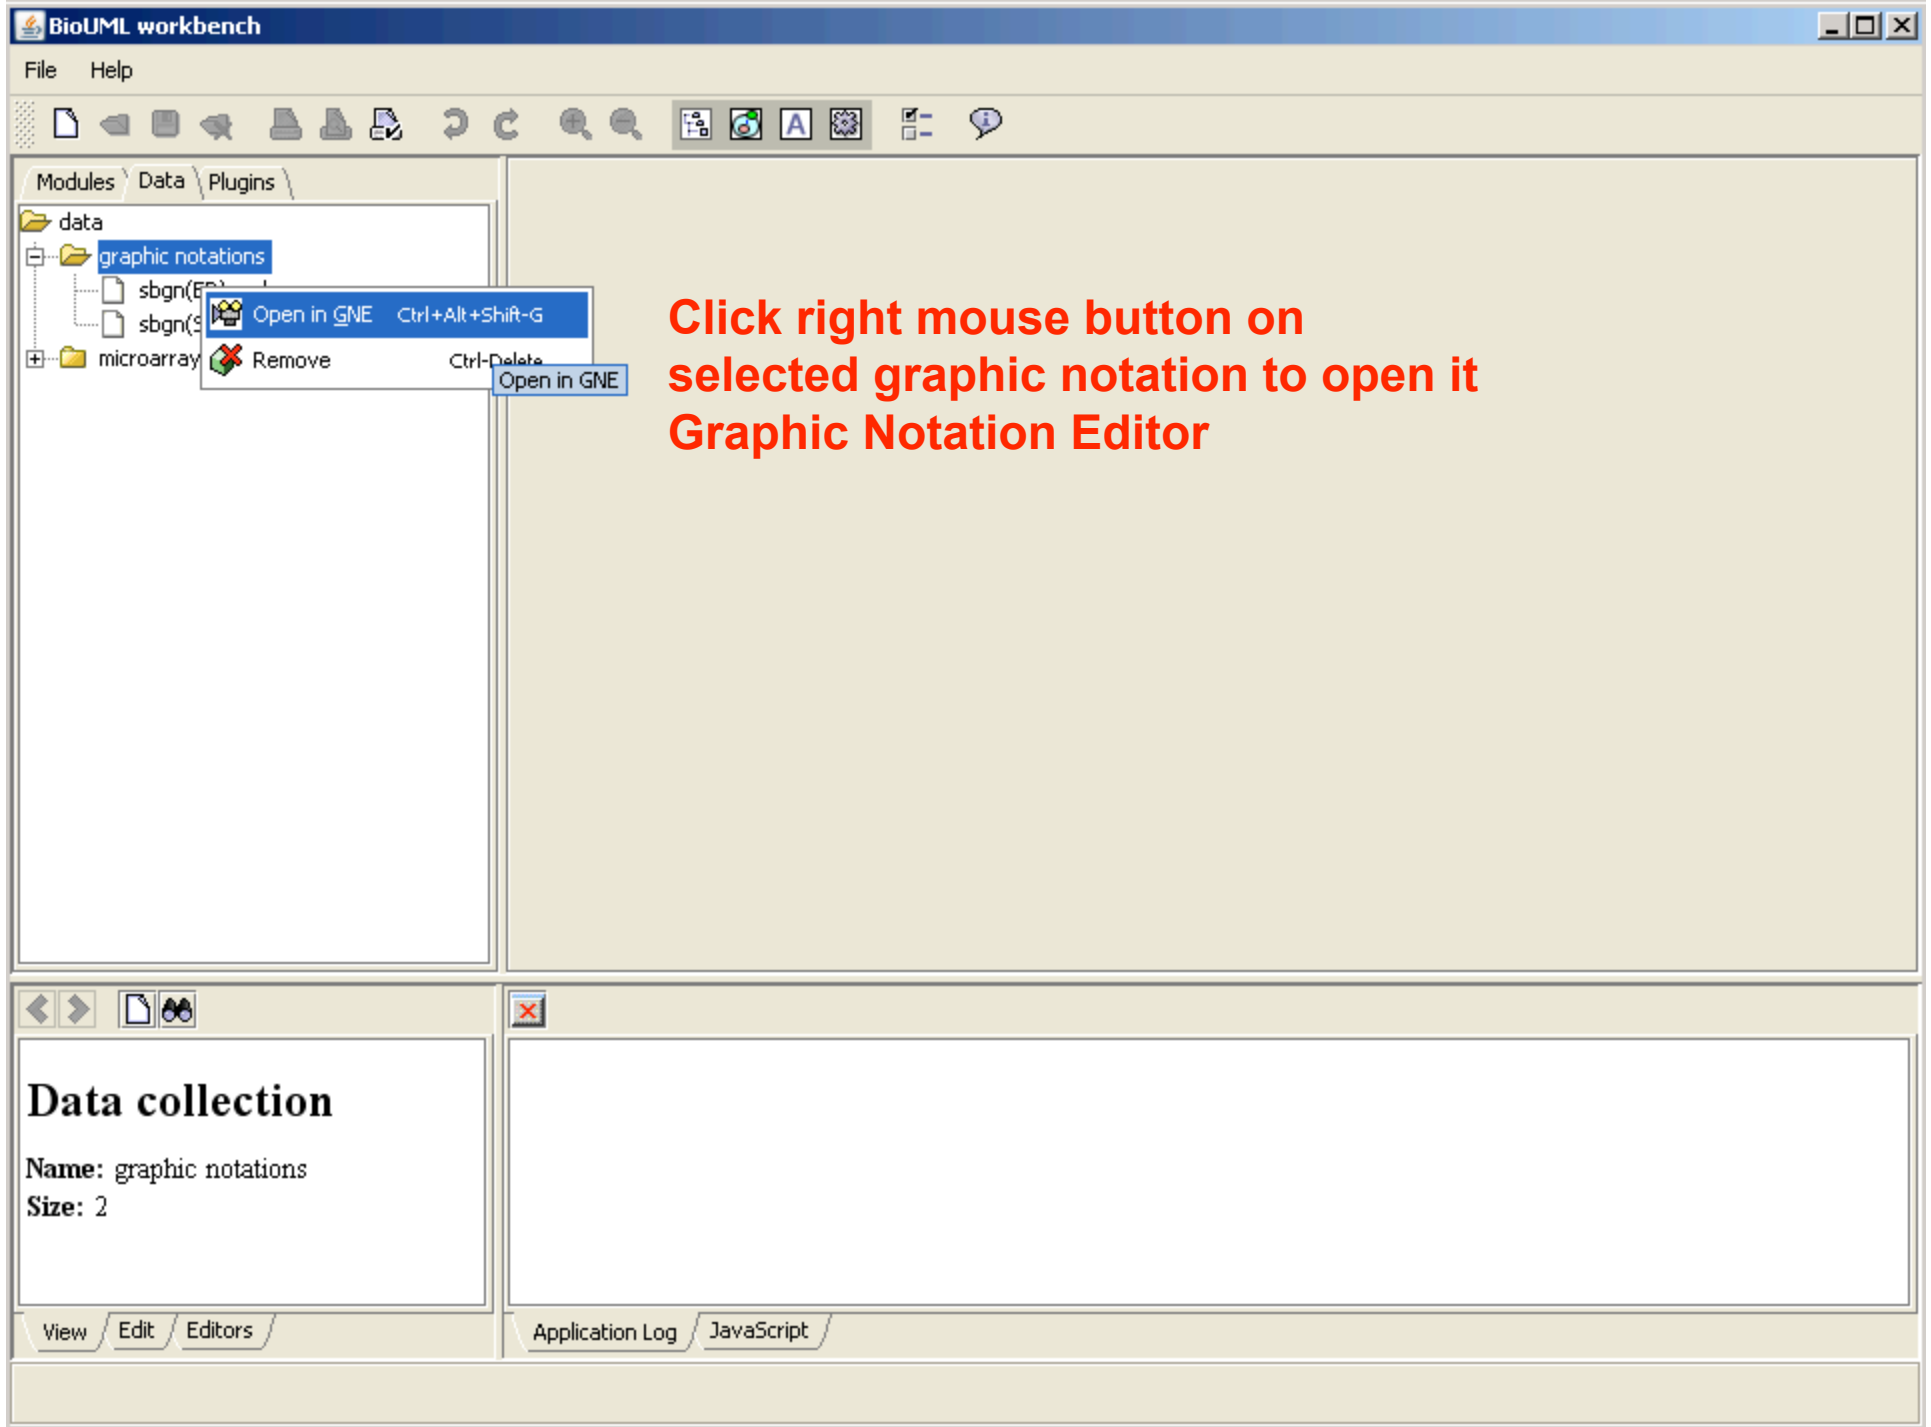 BioUML workbench
File Help
Modules Data Plugins
data
graphic notations
sbgn(
sbgn(
microarray
Open in GNE Ctrl+Alt+Shift-G
Remove Ctrl-Delete
Open in GNE
Click right mouse button on
selected graphic notation to open it
Graphic Notation Editor
Data collection
Name: graphic notations
Size: 2
View Edit Editors
Application Log JavaScript